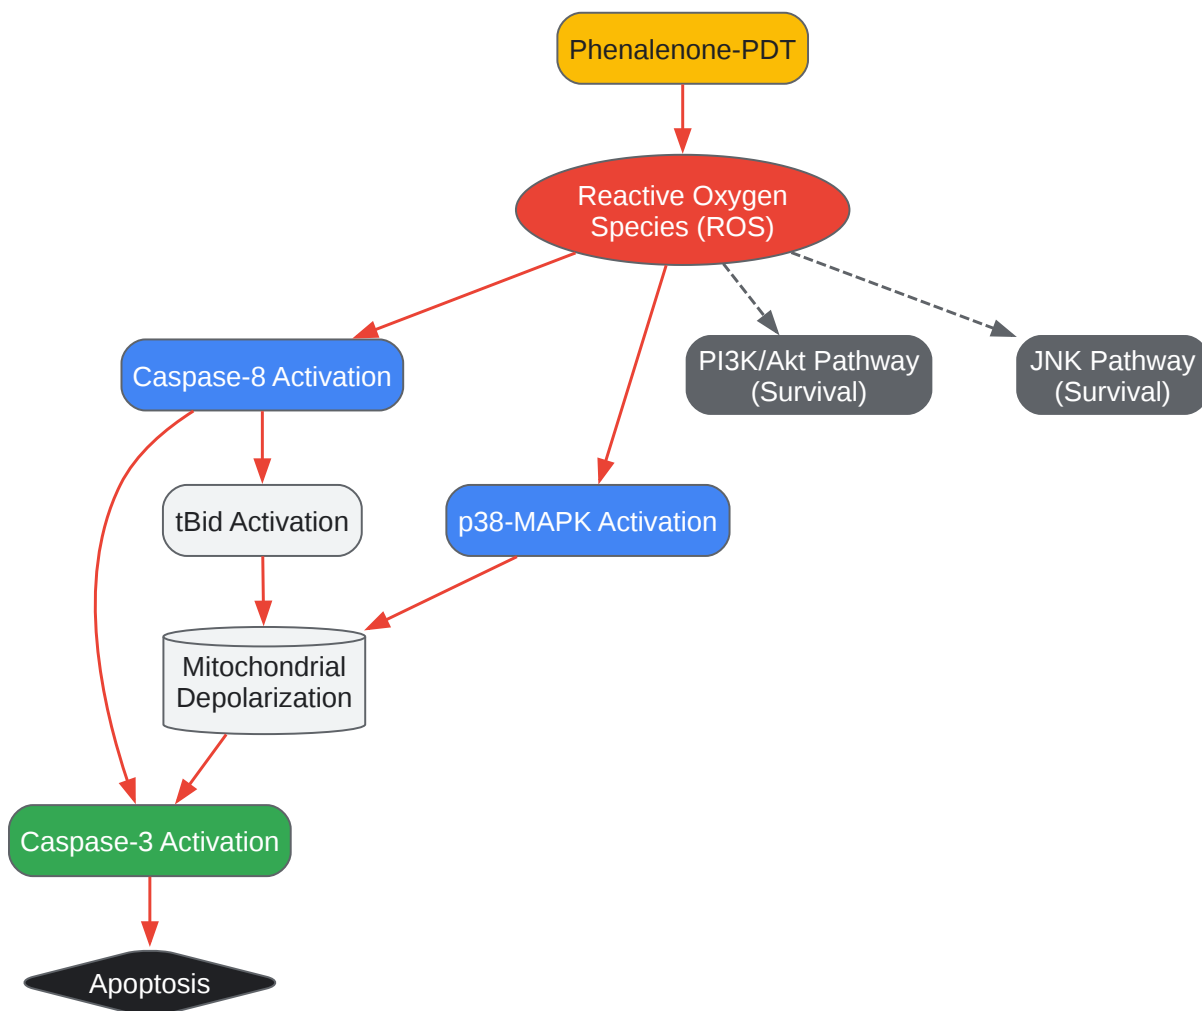 Phenalenone-PDT
Reactive Oxygen
Species (ROS)
PI3K/Akt Pathway
(Survival)
JNK Pathway
(Survival)
Caspase-8 Activation
tBid Activation
p38-MAPK Activation
Mitochondrial
Depolarization
Caspase-3 Activation
Apoptosis